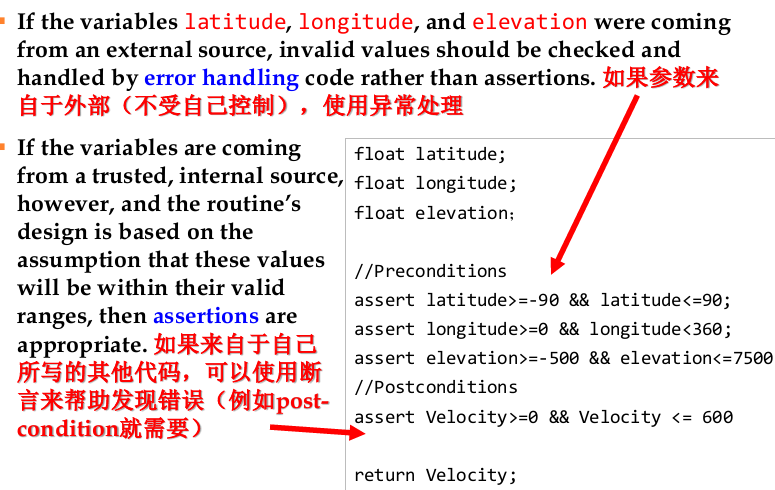 If the variables latitude, longitude, and elevation were coming
from an external source, invalid values should be checked and
handled by error handling code rather than assertions. 如果参数来
自于外部（不受自己控制），使用异常处理
If the variables are coming
from a trusted, internal source,
however, and the routine’s
design is based on the
assumption that these values
will be within their valid
ranges, then assertions are
appropriate. 如果来自于自己
所写的其他代码，可以使用断
言来帮助发现错误（例如post-
condition就需要）
float latitude;
float longitude;
float elevation;
//Preconditions
assert latitude>=-90 && latitude<=90;
assert longitude>=0 && longitude<360;
assert elevation>=-500 && elevation<=7500
//Postconditions
assert Velocity>=0 && Velocity <= 600
return Velocity;